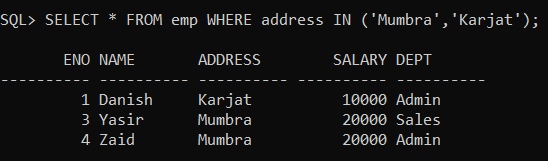 SQL> SELECT * FROM emp WHERE address IN ('Mumbra','Karjat');
ENO NAME ADDRESS SALARY DEPT
---------- ---------- ---------- ---------- ----------
1 Danish Karjat 10000 Admin
3 Yasir Mumbra 20000 Sales
4 Zaid Mumbra 20000 Admin